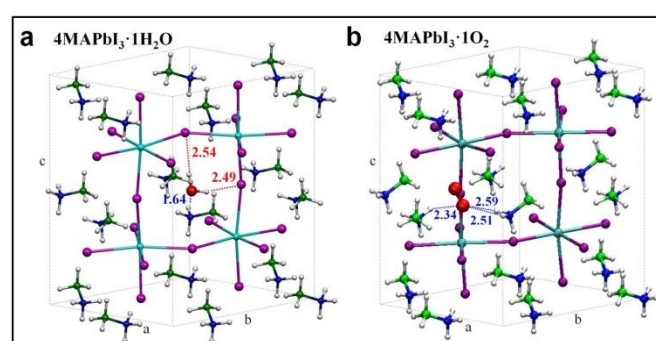 a 4MAPbI₃·1H₂O
c
2.54
2.49
1.64
a
b
b 4MAPbI₃·1O₂
c
2.59
2.34
2.51
a
b